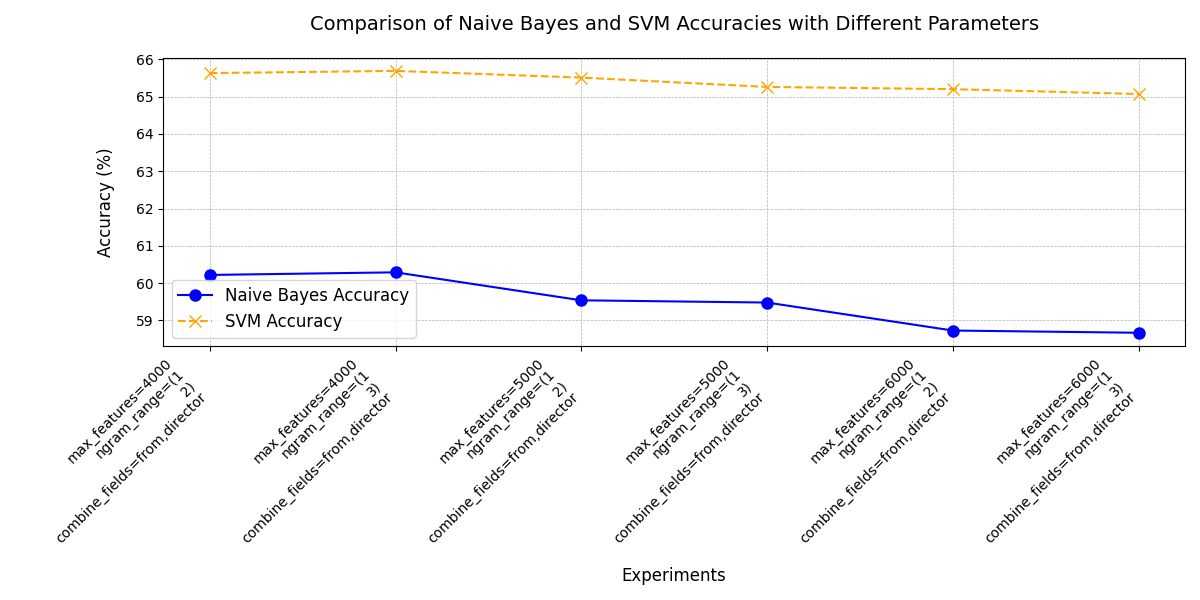 Comparison of Naive Bayes and SVM Accuracies with Different Parameters
Accuracy (%)
66
65
64
63
62
61
60
59
Naive Bayes Accuracy
SVM Accuracy
max_features=4000
ngram_range=(1
2)
combine_fields=from,director
max_features=4000
ngram_range=(1
3)
combine_fields=from,director
max_features=5000
ngram_range=(1
2)
combine_fields=from,director
max_features=5000
ngram_range=(1
3)
combine_fields=from,director
max_features=6000
ngram_range=(1
2)
combine_fields=from,director
max_features=6000
ngram_range=(1
3)
combine_fields=from,director
Experiments